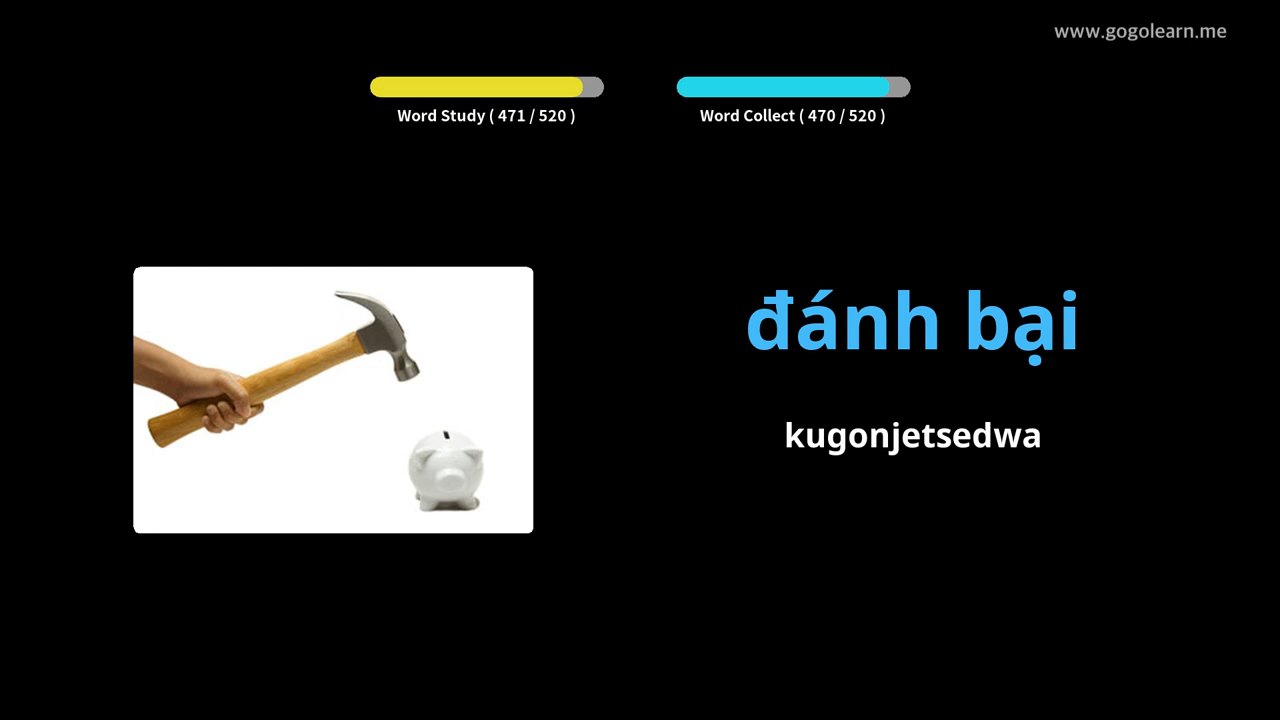 www.gogolearn.me
Word Study ( 471 / 520 )
Word Collect ( 470 / 520 )
đánh bại
kugonjetsedwa